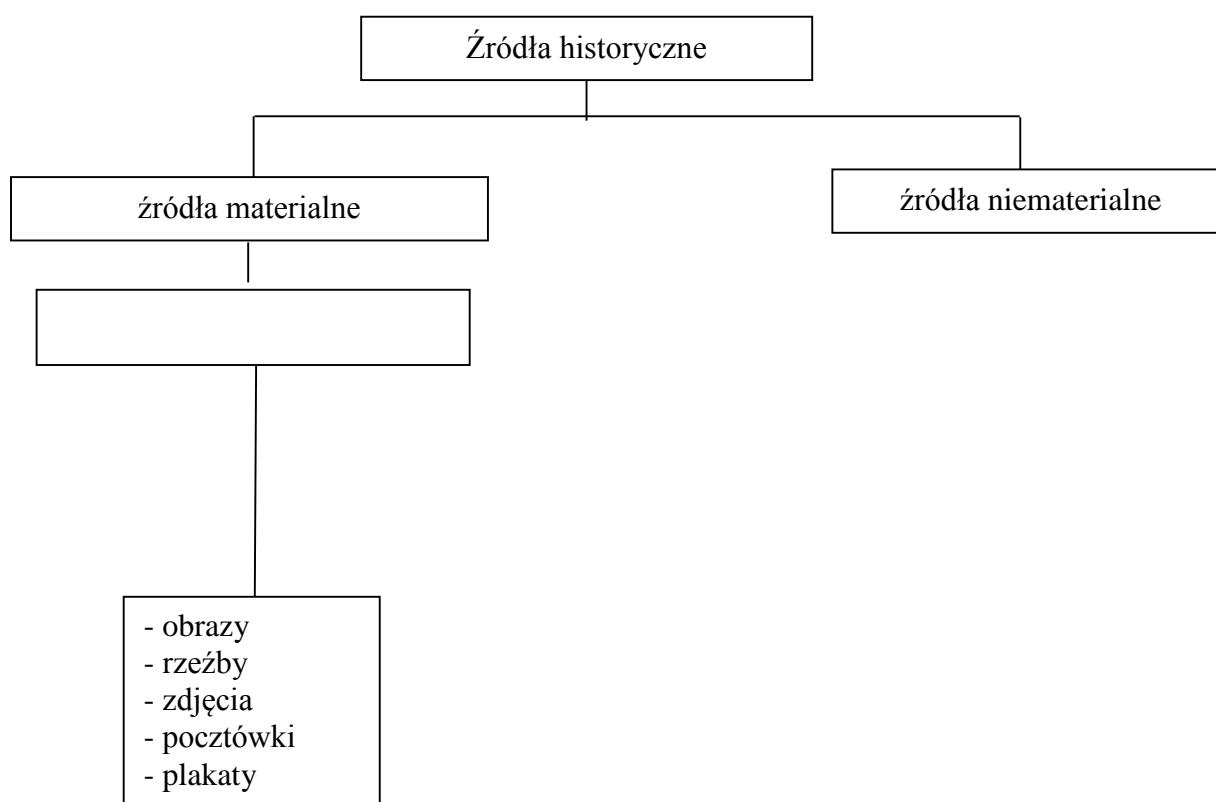 Źródła historyczne
źródła materialne
źródła niematerialne
- obrazy
- rzeźby
- zdjęcia
- pocztówki
- plakaty